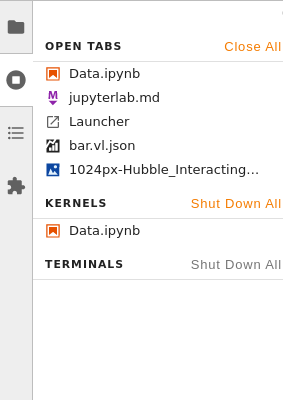 OPEN TABS Close All
Data.ipynb
M jupyterlab.md
Launcher
bar.vl.json
1024px-Hubble_Interacting...
KERNELS Shut Down All
Data.ipynb
TERMINALS Shut Down All